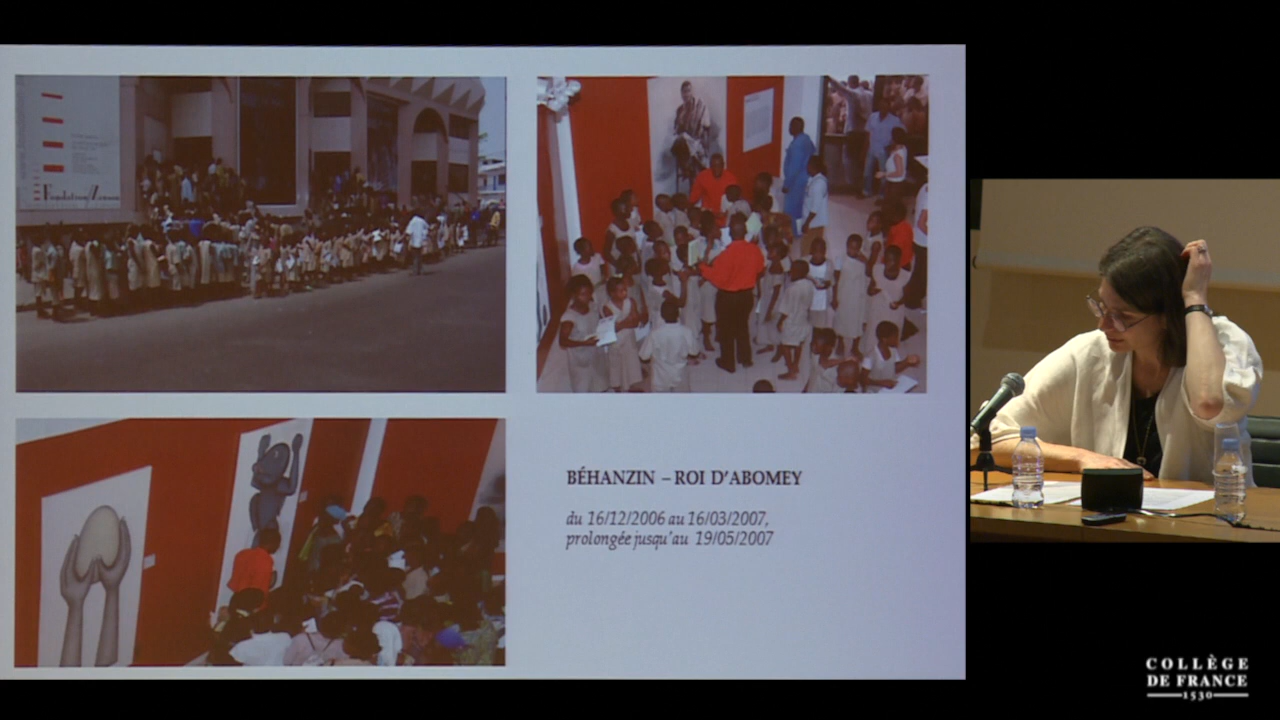 Fondation Zinsou
BÉHANZIN – ROI D'ABOMEY
du 16/12/2006 au 16/03/2007,
prolongée jusqu'au 19/05/2007
COLLÈGE
DE FRANCE
1530